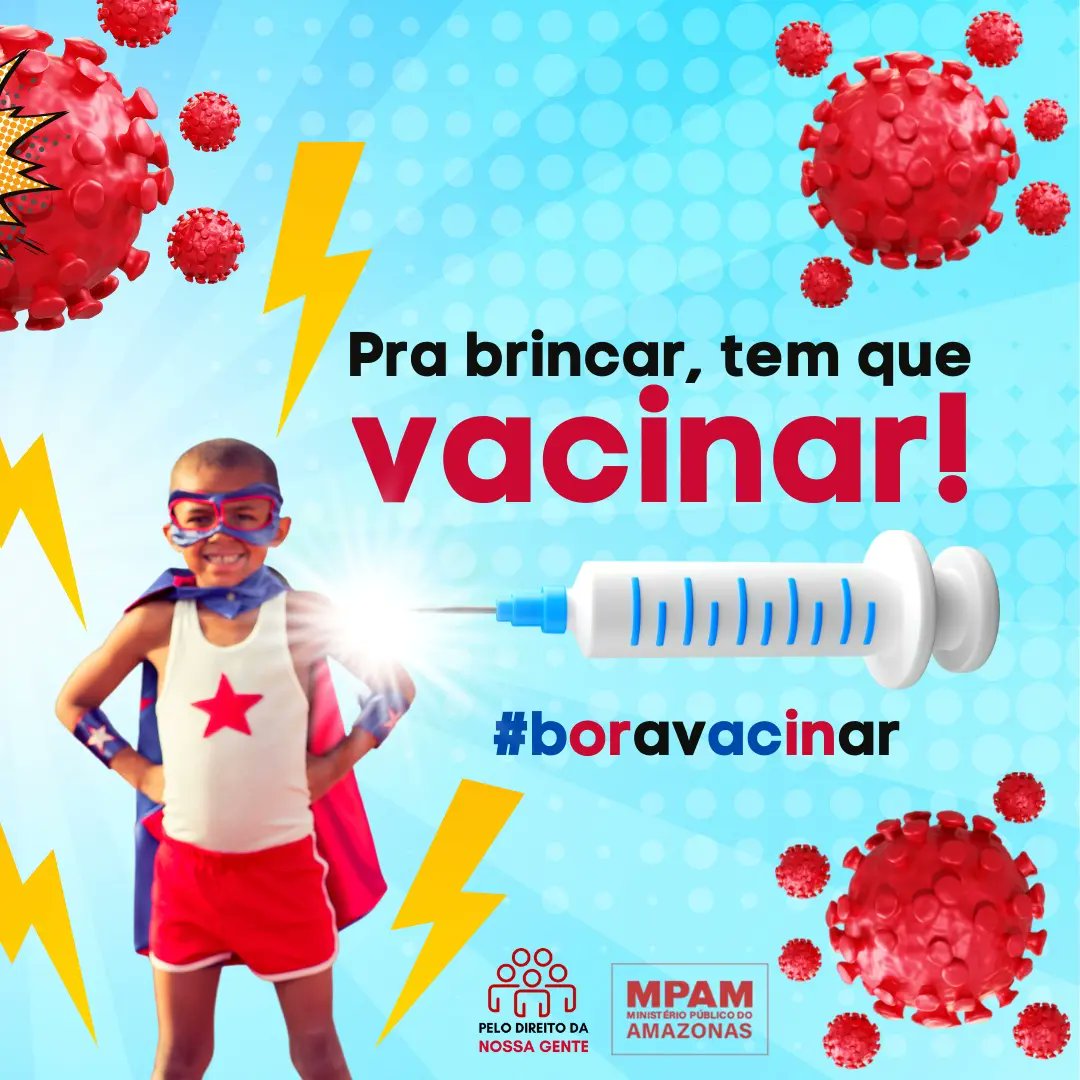 Pra brincar, tem que
vacinar!
#boravacinar
PELO DIREITO DA
NOSSA GENTE
MPAM
MINISTÉRIO PÚBLICO DO
AMAZONAS